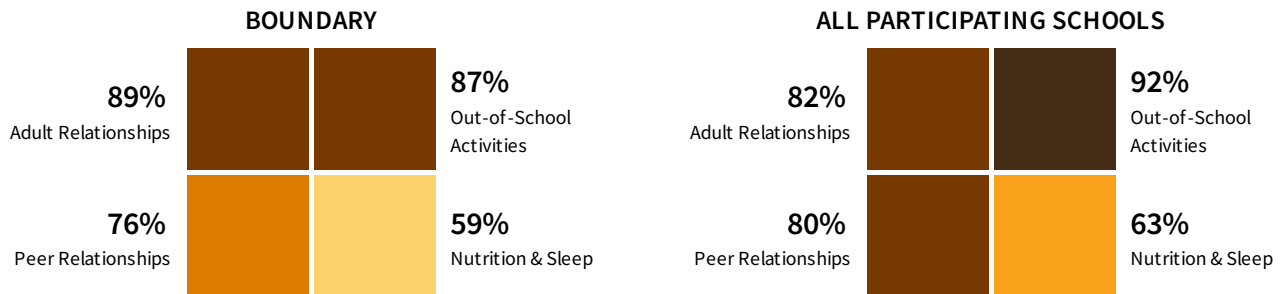 BOUNDARY
89%
Adult Relationships
87%
Out-of-School
Activities
76%
Peer Relationships
59%
Nutrition & Sleep
ALL PARTICIPATING SCHOOLS
82%
Adult Relationships
92%
Out-of-School
Activities
80%
Peer Relationships
63%
Nutrition & Sleep